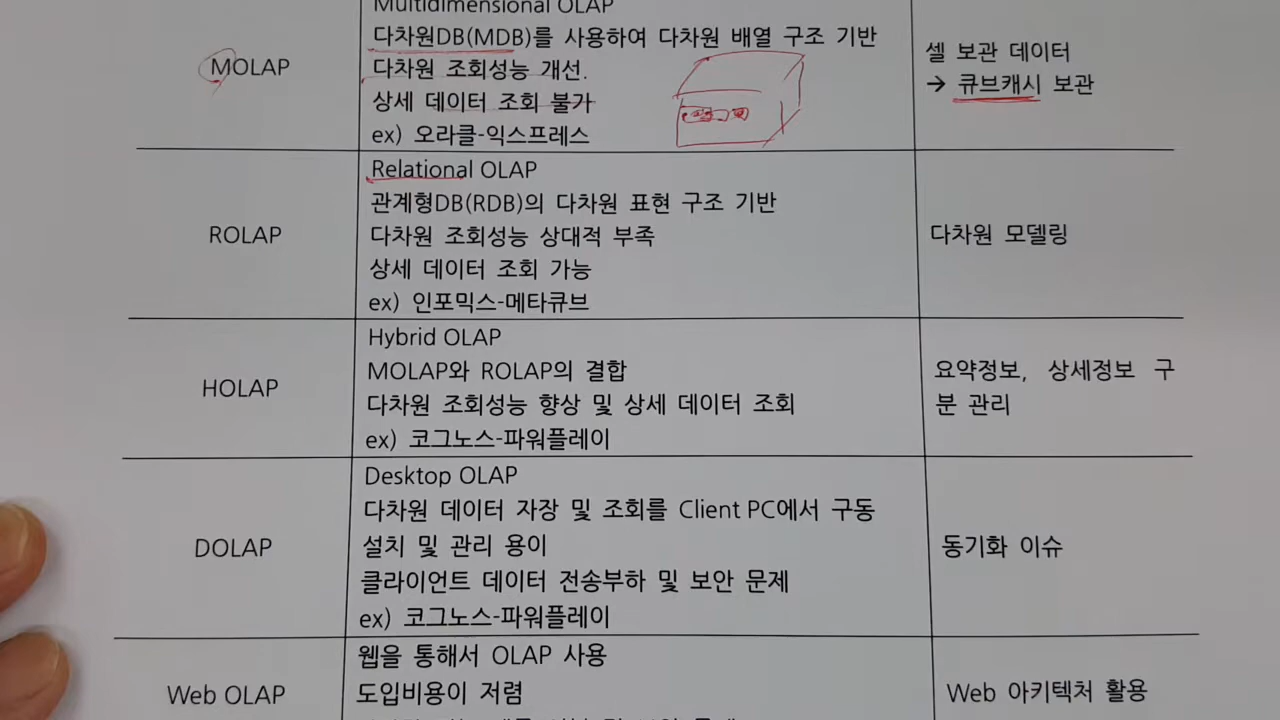 Multidimensional OLAP
다차원DB(MDB)를 사용하여 다차원 배열 구조 기반
MOLAP
다차원 조회성능 개선.
상세 데이터 조회 불가
ex) 오라클-익스프레스
셀 보관 데이터
→ 큐브캐시 보관
ROLAP
Relational OLAP
관계형DB(RDB)의 다차원 표현 구조 기반
다차원 조회성능 상대적 부족
상세 데이터 조회 가능
ex) 인포믹스-메타큐브
다차원 모델링
HOLAP
Hybrid OLAP
MOLAP와 ROLAP의 결합
다차원 조회성능 향상 및 상세 데이터 조회
ex) 코그노스-파워플레이
요약정보, 상세정보 구
분 관리
DOLAP
Desktop OLAP
다차원 데이터 자장 및 조회를 Client PC에서 구동
설치 및 관리 용이
클라이언트 데이터 전송부하 및 보안 문제
ex) 코그노스-파워플레이
동기화 이슈
Web OLAP
웹을 통해서 OLAP 사용
도입비용이 저렴
Web 아키텍처 활용